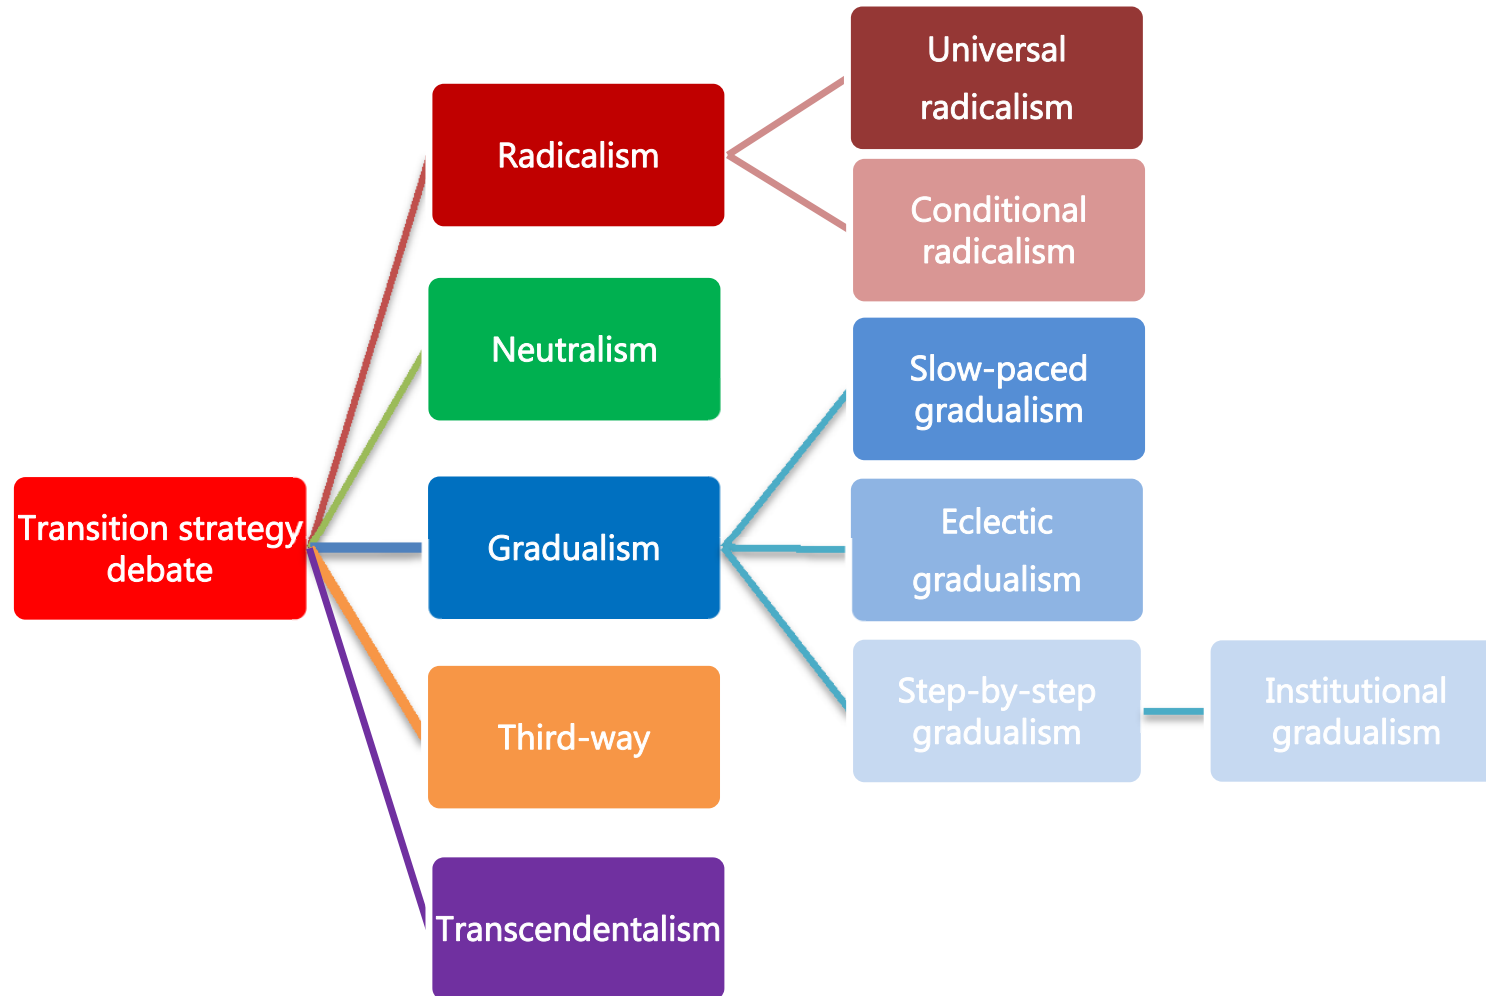 Universal
radicalism
Radicalism
Conditional
radicalism
Neutralism
Slow-paced
gradualism
Transition strategy
debate
Gradualism
Eclectic
gradualism
Step-by-step
gradualism
Institutional
gradualism
Third-way
Transcendentalism